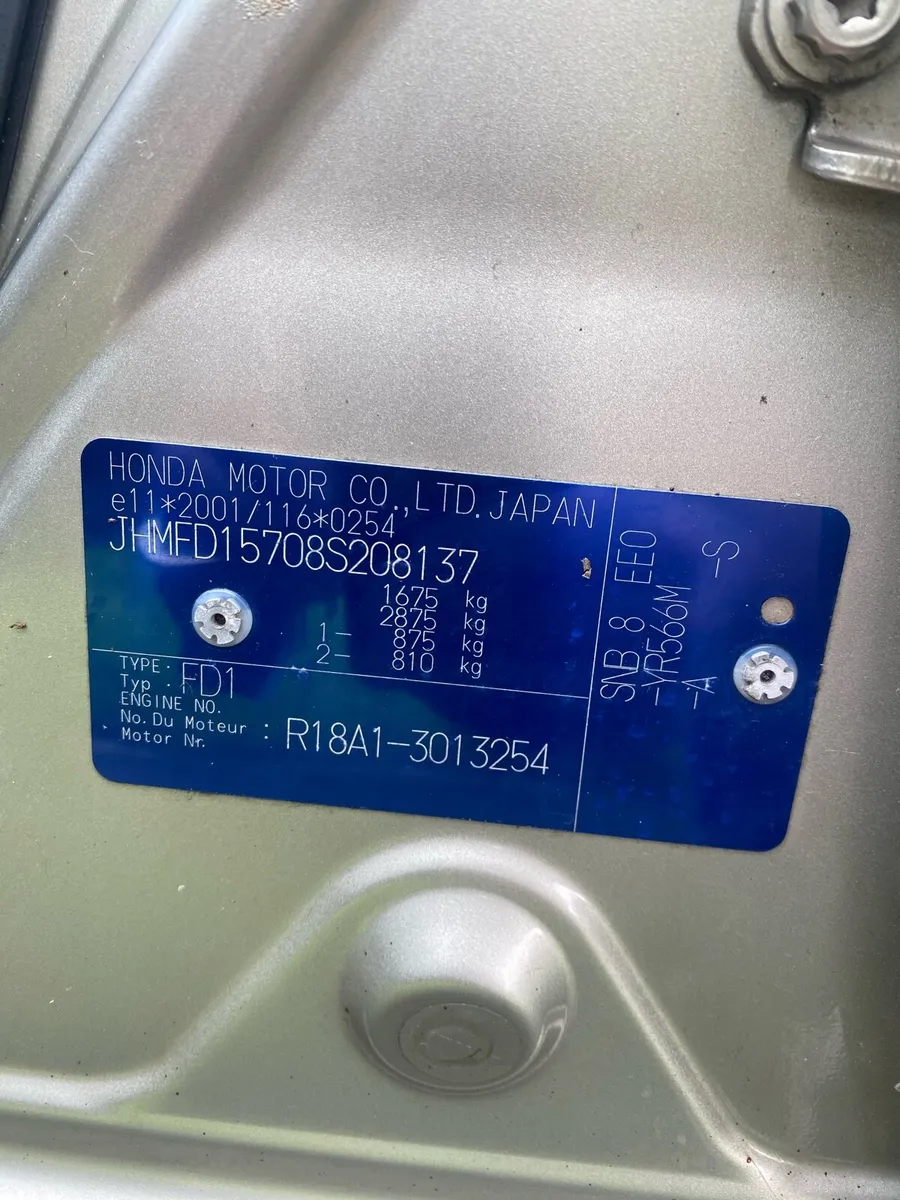 HONDA MOTOR CO.,LTD.JAPAN
e11*2001/116*0254
JHMFD15708S208137
1675 kg
2875 kg
1- 875 kg
2- 810 kg
TYPE:
Typ : FD1
ENGINE NO.
No.Du Moteur : R18A1-3013254
Motor Nr.
SNB 8 EEO
-YR566M
-A -S